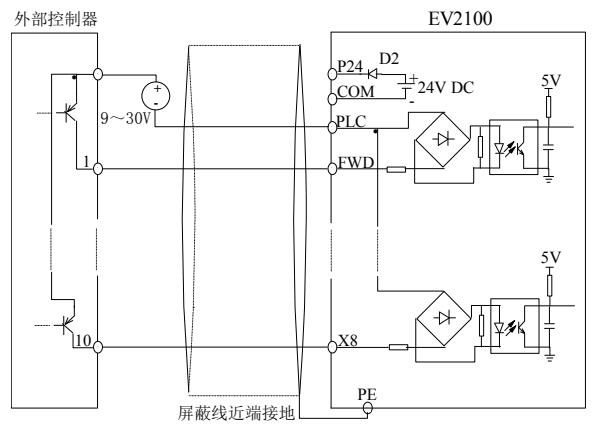 外部控制器
EV2100
P24
D2
+
24V DC
-
COM
5V
+
-
9～30V
PLC
1
FWD
5V
10
X8
PE
屏蔽线近端接地